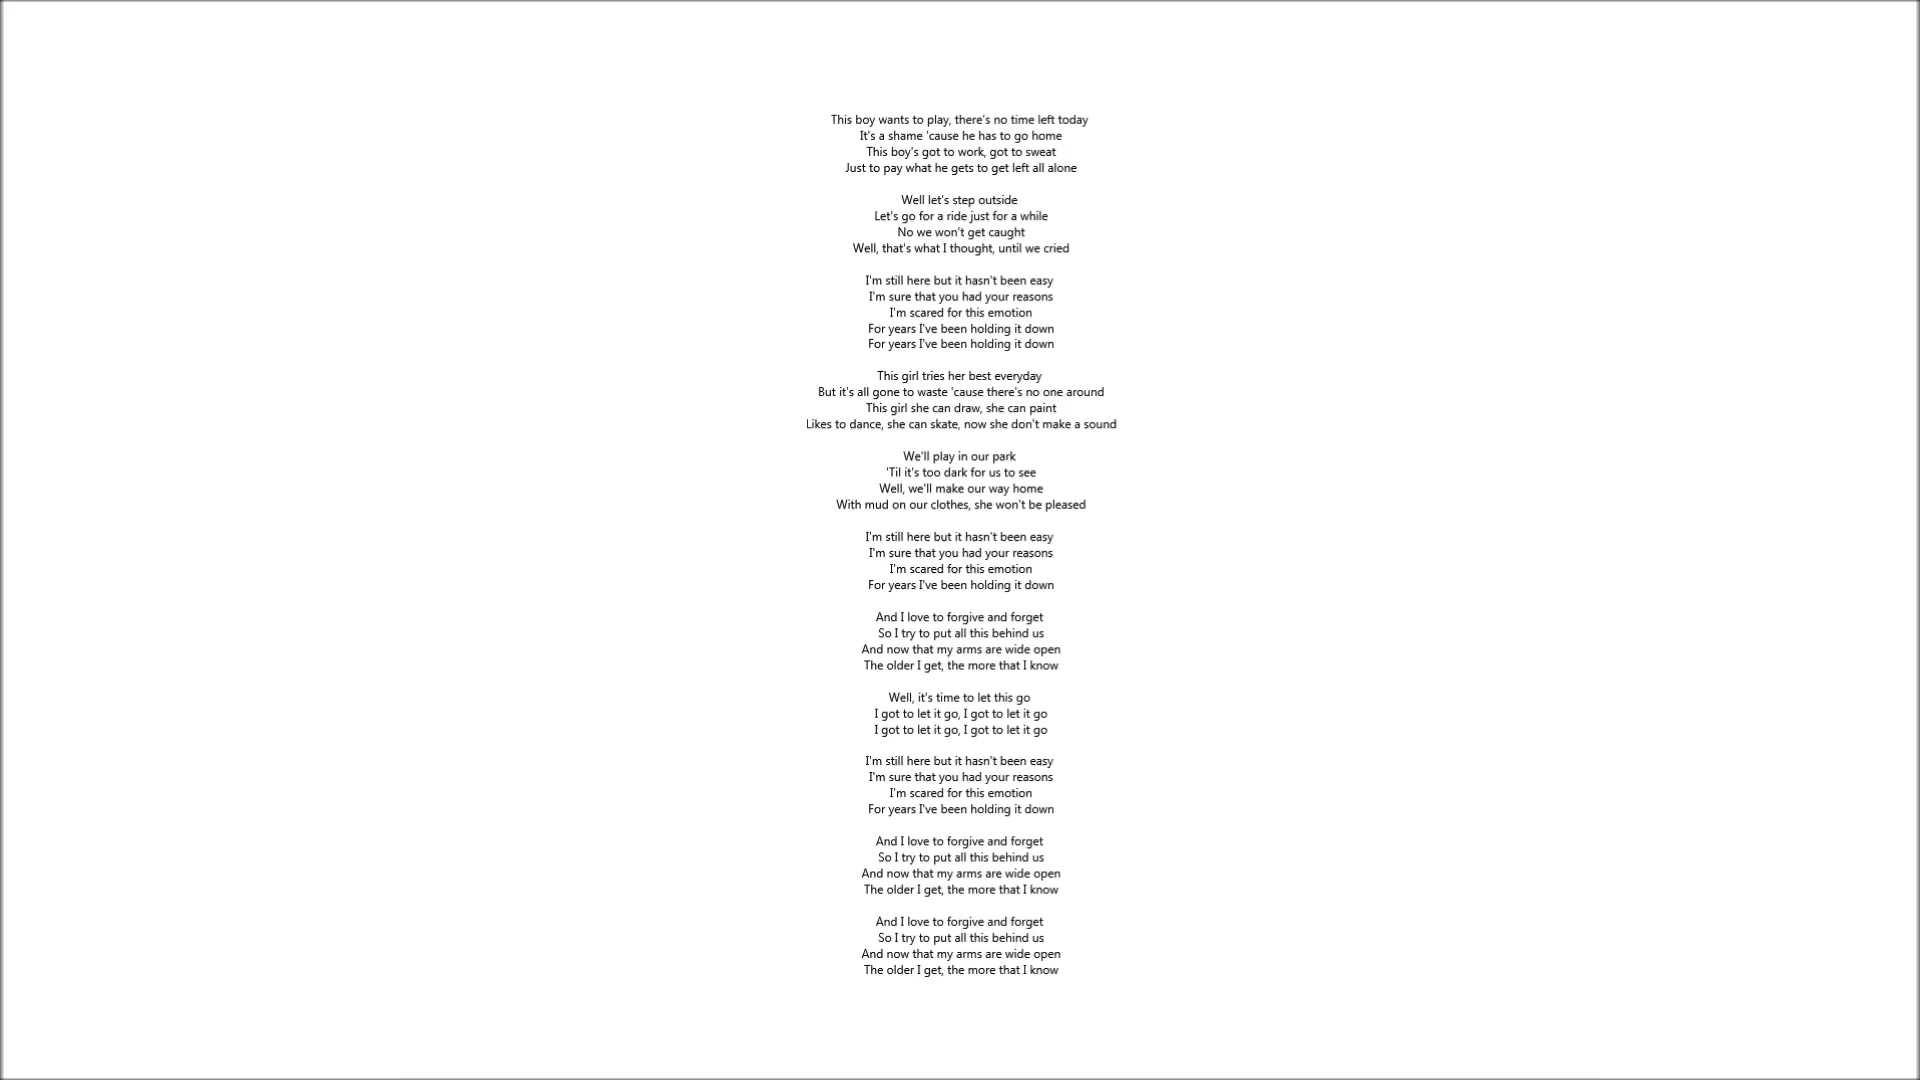 This boy wants to play, there's no time left today
It's a shame 'cause he has to go home
This boy's got to work, got to sweat
Just to pay what he gets to get left all alone
Well let's step outside
Let's go for a ride just for a while
No we won't get caught
Well, that's what I thought, until we cried
I'm still here but it hasn't been easy
I'm sure that you had your reasons
I'm scared for this emotion
For years I've been holding it down
For years I've been holding it down
This girl tries her best everyday
But it's all gone to waste 'cause there's no one around
This girl she can draw, she can paint
Likes to dance, she can skate, now she don't make a sound
We'll play in our park
'Til it's too dark for us to see
Well, we'll make our way home
With mud on our clothes, she won't be pleased
I'm still here but it hasn't been easy
I'm sure that you had your reasons
I'm scared for this emotion
For years I've been holding it down
And I love to forgive and forget
So I try to put all this behind us
And now that my arms are wide open
The older I get, the more that I know
Well, it's time to let this go
I got to let it go, I got to let it go
I got to let it go, I got to let it go
I'm still here but it hasn't been easy
I'm sure that you had your reasons
I'm scared for this emotion
For years I've been holding it down
And I love to forgive and forget
So I try to put all this behind us
And now that my arms are wide open
The older I get, the more that I know
And I love to forgive and forget
So I try to put all this behind us
And now that my arms are wide open
The older I get, the more that I know